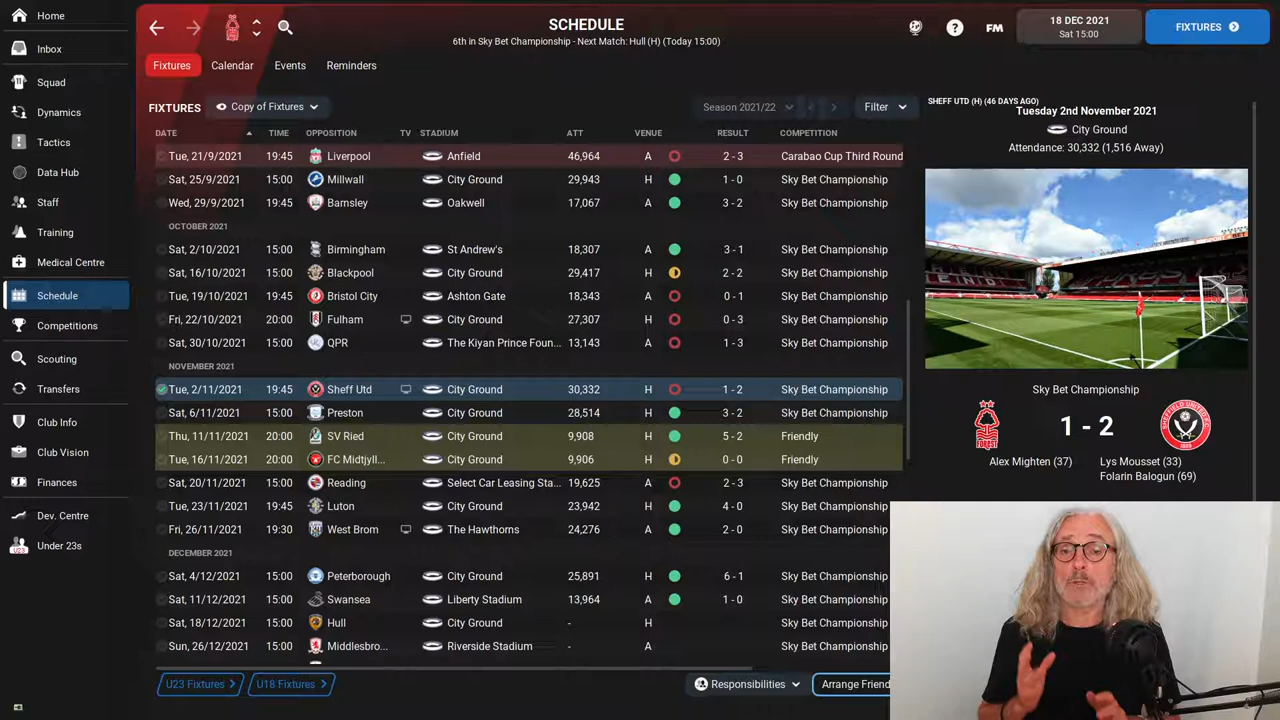 Home
Inbox
Squad
Dynamics
Tactics
Data Hub
Staff
Training
Medical Centre
Schedule
Competitions
Scouting
Transfers
Club Info
Club Vision
Finances
Dev. Centre
Under 23s
SCHEDULE
6th in Sky Bet Championship - Next Match: Hull (H) (Today 15:00)
FM
18 DEC 2021
Sat 15:00
FIXTURES
Fixtures Calendar Events Reminders
FIXTURES Copy of Fixtures Season 2021/22 Filter
DATE TIME OPPOSITION TV STADIUM ATT VENUE RESULT COMPETITION
Tue, 21/9/2021 19:45 Liverpool Anfield 46,964 A 2 - 3 Carabao Cup Third Round
Sat, 25/9/2021 15:00 Millwall City Ground 29,943 H 1 - 0 Sky Bet Championship
Wed, 29/9/2021 19:45 Barnsley Oakwell 17,067 A 3 - 2 Sky Bet Championship
OCTOBER 2021
Sat, 2/10/2021 15:00 Birmingham St Andrew's 18,307 A 3 - 1 Sky Bet Championship
Sat, 16/10/2021 15:00 Blackpool City Ground 29,417 H 2 - 2 Sky Bet Championship
Tue, 19/10/2021 19:45 Bristol City Ashton Gate 18,343 A 0 - 1 Sky Bet Championship
Fri, 22/10/2021 20:00 Fulham City Ground 27,307 H 0 - 3 Sky Bet Championship
Sat, 30/10/2021 15:00 QPR The Kiyan Prince Foun... 13,143 A 1 - 3 Sky Bet Championship
NOVEMBER 2021
Tue, 2/11/2021 19:45 Sheff Utd City Ground 30,332 H 1 - 2 Sky Bet Championship
Sat, 6/11/2021 15:00 Preston City Ground 28,514 H 3 - 2 Sky Bet Championship
Thu, 11/11/2021 20:00 SV Ried City Ground 9,908 H 5 - 2 Friendly
Tue, 16/11/2021 20:00 FC Midtjyll... City Ground 9,906 H 0 - 0 Friendly
Sat, 20/11/2021 15:00 Reading Select Car Leasing Sta... 19,625 A 2 - 3 Sky Bet Championship
Tue, 23/11/2021 19:45 Luton City Ground 23,942 H 4 - 0 Sky Bet Championship
Fri, 26/11/2021 19:30 West Brom The Hawthorns 24,276 A 2 - 0 Sky Bet Championship
DECEMBER 2021
Sat, 4/12/2021 15:00 Peterborough City Ground 25,891 H 6 - 1 Sky Bet Championship
Sat, 11/12/2021 15:00 Swansea Liberty Stadium 13,964 A 1 - 0 Sky Bet Championship
Sat, 18/12/2021 15:00 Hull City Ground - H Sky Bet Championship
Sun, 26/12/2021 15:00 Middlesbro... Riverside Stadium - A Sky Bet Championship
U23 Fixtures U18 Fixtures Responsibilities Arrange Friend
SHEFF UTD (H) (46 DAYS AGO)
Tuesday 2nd November 2021
City Ground
Attendance: 30,332 (1,516 Away)
Sky Bet Championship
1 - 2
Alex Mighten (37) Lys Mousset (33)
Folarin Balogun (69)